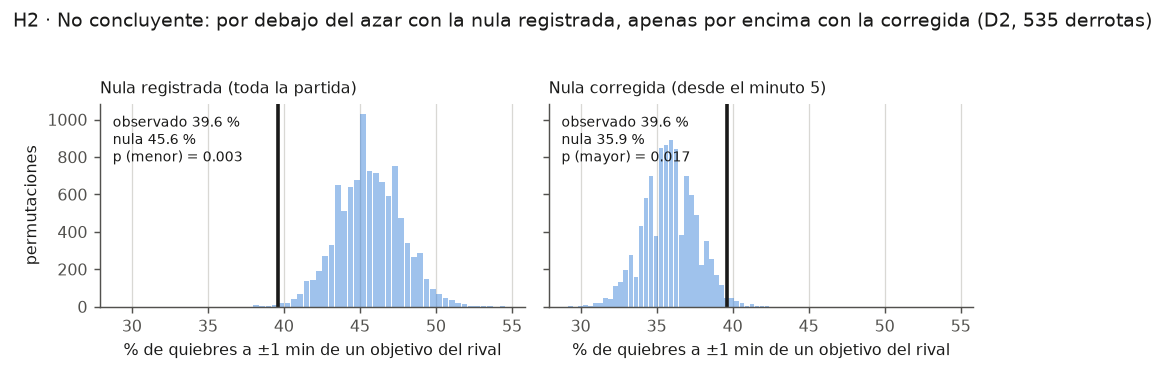 H2 · No concluyente: por debajo del azar con la nula registrada, apenas por encima con la corregida (D2, 535 derrotas)
Nula registrada (toda la partida)
observado 39.6 %
nula 45.6 %
p (menor) = 0.003
permutaciones
1000
800
600
400
200
0
30 35 40 45 50 55
% de quiebres a ±1 min de un objetivo del rival
Nula corregida (desde el minuto 5)
observado 39.6 %
nula 35.9 %
p (mayor) = 0.017
30 35 40 45 50 55
% de quiebres a ±1 min de un objetivo del rival